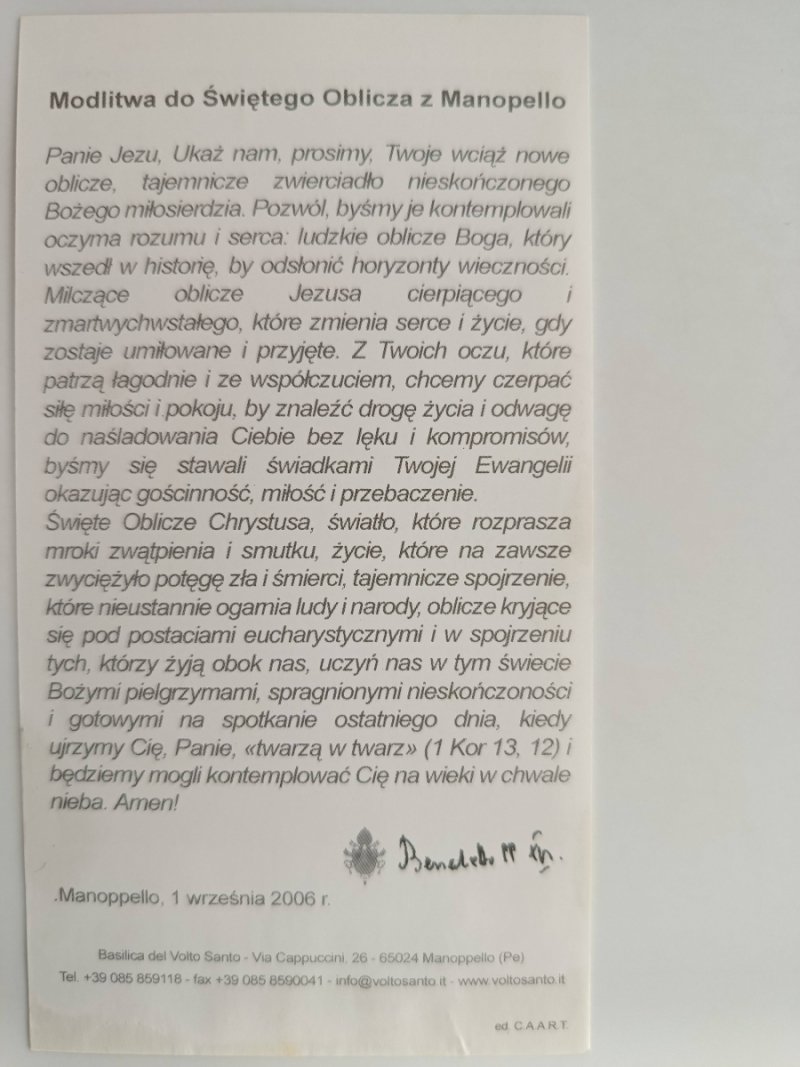 Modlitwa do Świętego Oblicza z Manopello
Panie Jezu, Ukaż nam, prosimy, Twoje wciąż nowe
oblicze, tajemnicze zwierciadło nieskończonego
Bożego miłosierdzia. Pozwól, byśmy je kontemplowali
oczyma rozumu i serca: ludzkie oblicze Boga, który
wszedł w historię, by odsłonić horyzonty wieczności.
Milczące oblicze Jezusa cierpiącego i
zmartwychwstałego, które zmienia serce i życie, gdy
zostaje umiłowane i przyjęte. Z Twoich oczu, które
patrzą łagodnie i ze współczuciem, chcemy czerpać
siłę miłości i pokoju, by znaleźć drogę życia i odwagę
do naśladowania Ciebie bez lęku i kompromisów,
byśmy się stawali świadkami Twojej Ewangelii
okazując gościnność, miłość i przebaczenie.
Święte Oblicze Chrystusa, światło, które rozprasza
mroki zwątpienia i smutku, życie, które na zawsze
zwyciężyło potęgę zła i śmierci, tajemnicze spojrzenie,
które nieustannie ogarnia ludy i narody, oblicze kryjące
się pod postaciami eucharystycznymi i w spojrzeniu
tych, którzy żyją obok nas, uczyń nas w tym świecie
Bożymi pielgrzymami, spragnionymi nieskończoności
i gotowymi na spotkanie ostatniego dnia, kiedy
ujrzymy Cię, Panie, «twarzą w twarz» (1 Kor 13, 12) i
będziemy mogli kontemplować Cię na wieki w chwale
nieba. Amen!
Benedetto PP XVI.
Manoppello, 1 września 2006 r.
Basilica del Volto Santo - Via Cappuccini, 26 - 65024 Manoppello (Pe)
Tel. +39 085 859118 - fax +39 085 8590041 - info@voltosanto.it - www.voltosanto.it
ed. C.A.A.R.T.